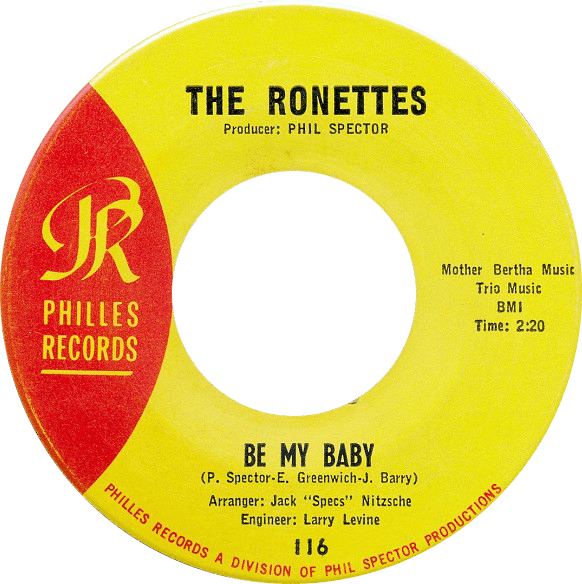 THE RONETTES
Producer: PHIL SPECTOR
PR
PHILLES
RECORDS
Mother Bertha Music
Trio Music
BMI
Time: 2:20
BE MY BABY
(P. Spector-E. Greenwich-J. Barry)
Arranger: Jack "Specs" Nitzsche
Engineer: Larry Levine
116
PHILLES RECORDS A DIVISION OF PHIL SPECTOR PRODUCTIONS